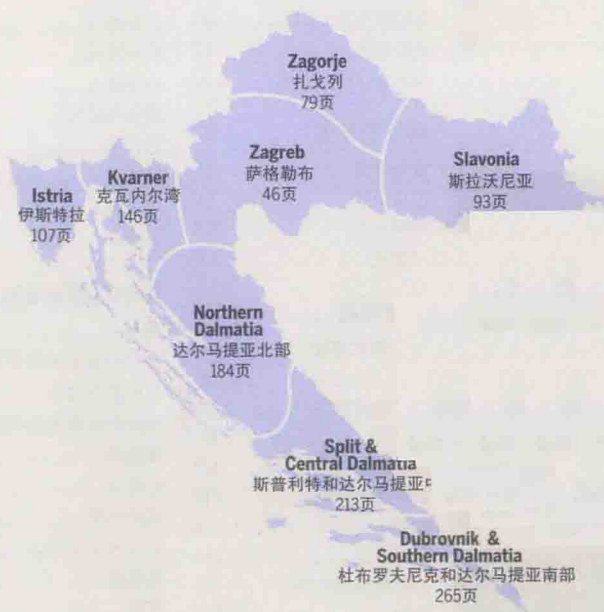 Zagorje
扎戈列
79页
Zagreb
萨格勒布
46页
Slavonia
斯拉沃尼亚
93页
Kvarner
克瓦内尔湾
146页
Istria
伊斯特拉
107页
Northern
Dalmatia
达尔马提亚北部
184页
Split &
Central Dalmatia
斯普利特和达尔马提亚
213页
Dubrovnik &
Southern Dalmatia
杜布罗夫尼克和达尔马提亚南部
265页